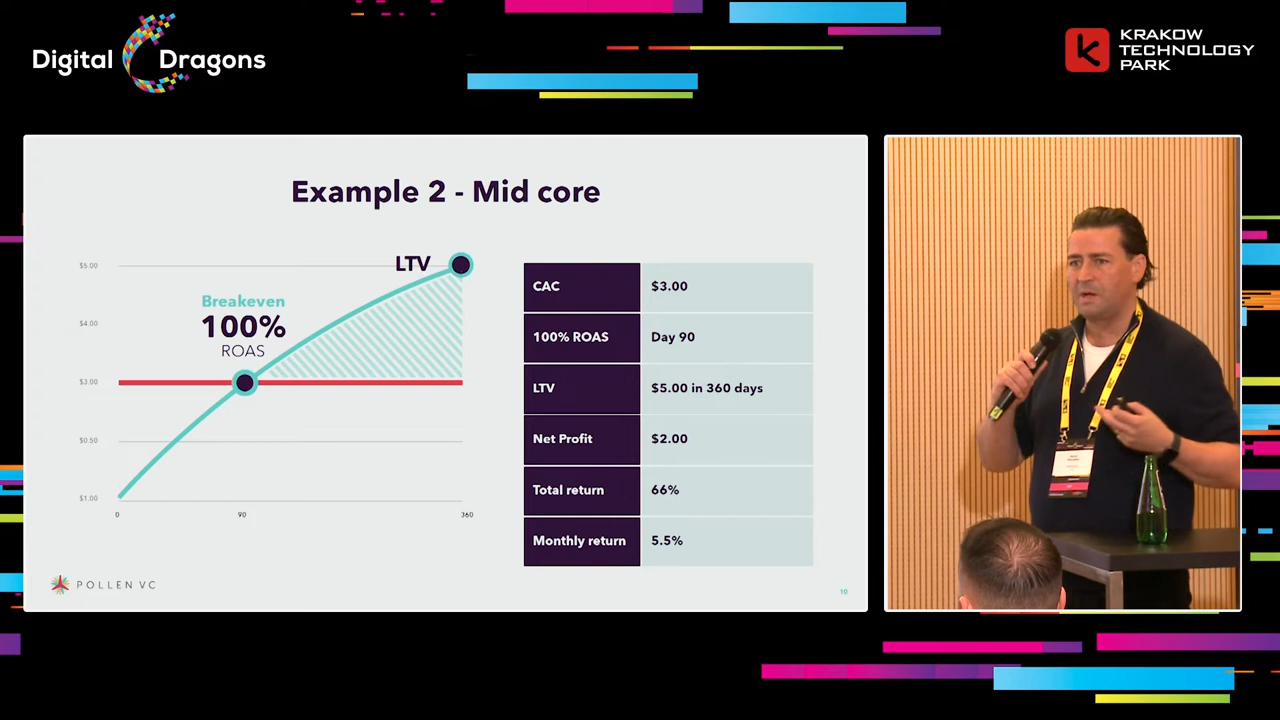 Digital Dragons
KRAKOW
TECHNOLOGY
PARK
Example 2 - Mid core
$5.00
$4.00
$3.00
$0.50
$1.00
0
90
360
LTV
Breakeven
100%
ROAS
CAC $3.00
100% ROAS Day 90
LTV $5.00 in 360 days
Net Profit $2.00
Total return 66%
Monthly return 5.5%
POLLEN VC
10